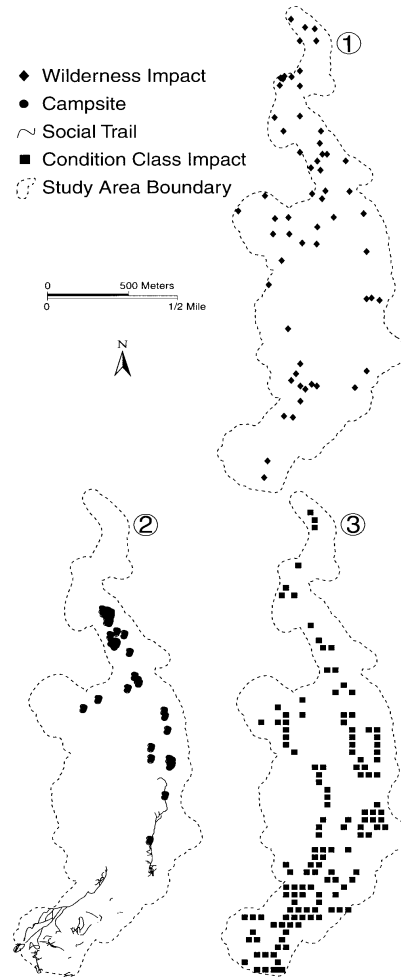 ①
Wilderness Impact
Campsite
Social Trail
Condition Class Impact
Study Area Boundary
0 500 Meters
0 1/2 Mile
N
②
③